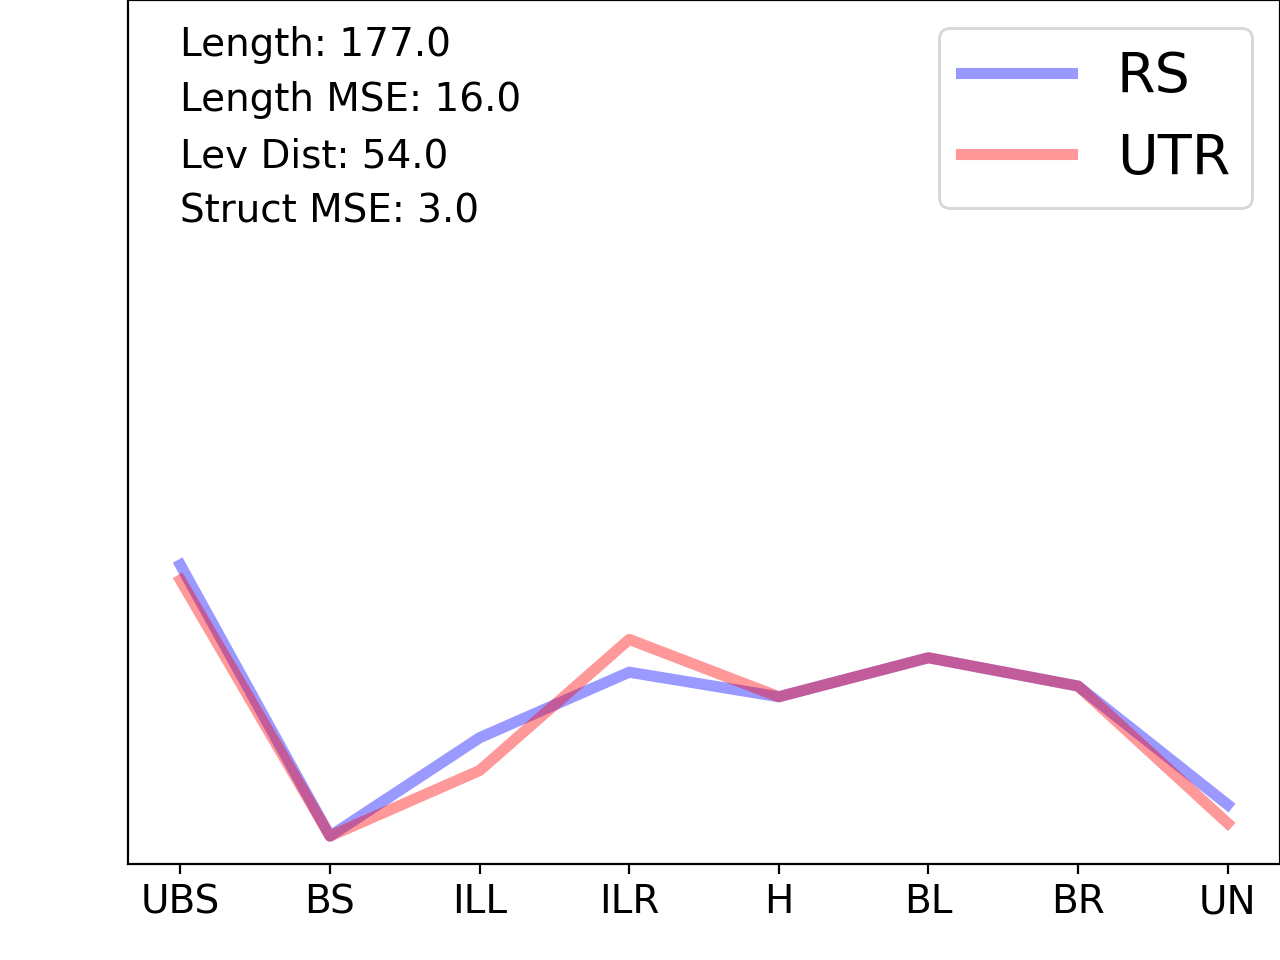 Length: 177.0
Length MSE: 16.0
Lev Dist: 54.0
Struct MSE: 3.0
RS
UTR
UBS BS ILL ILR H BL BR UN